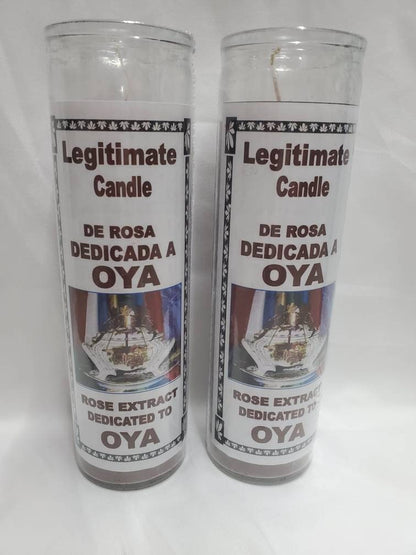 Legitimate
Candle
DE ROSA
DEDICADA A
OYA
ROSE EXTRACT
DEDICATED TO
OYA
Legitimate
Candle
DE ROSA
DEDICADA A
OYA
ROSE EXTRACT
DEDICATED TO
OYA